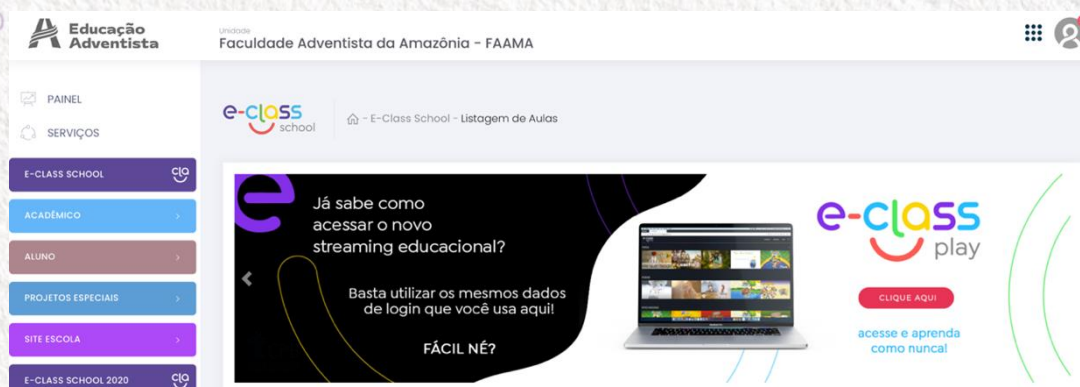 Educação
Adventista
Unidade
Faculdade Adventista da Amazônia - FAAMA
PAINEL
SERVIÇOS
E-CLASS SCHOOL
ACADÊMICO
ALUNO
PROJETOS ESPECIAIS
SITE ESCOLA
E-CLASS SCHOOL 2020
e-class
school
- E-Class School - Listagem de Aulas
Já sabe como
acessar o novo
streaming educacional?
Basta utilizar os mesmos dados
de login que você usa aqui!
FÁCIL NÉ?
e-class
play
CLIQUE AQUI
acesse e aprenda
como nunca!